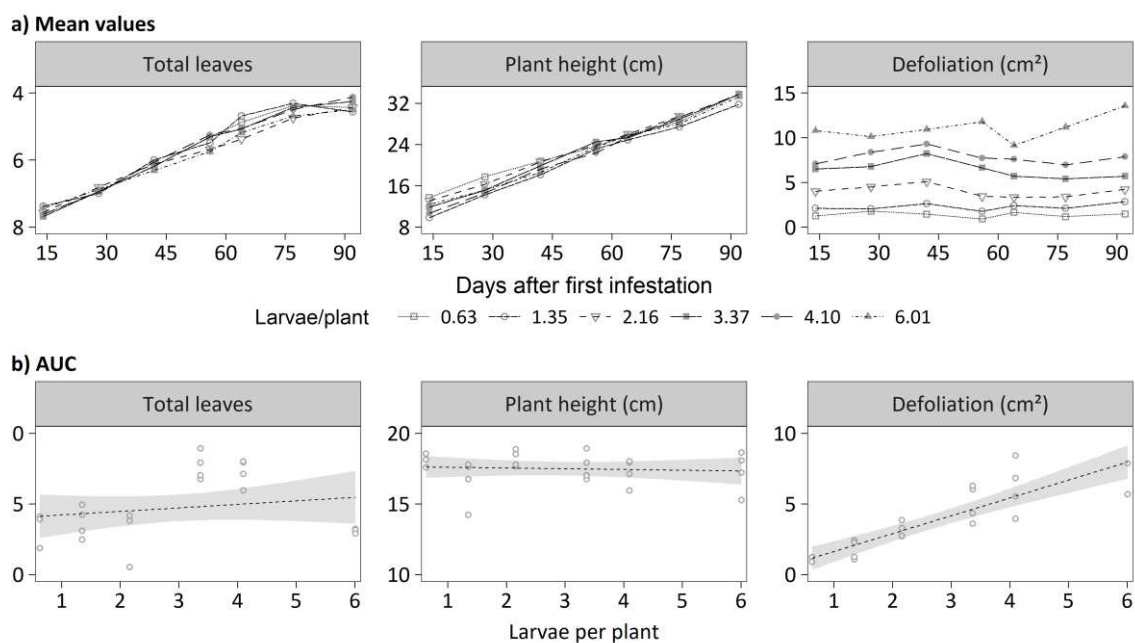 a) Mean values
Total leaves
Plant height (cm)
Defoliation (cm²)
4
6
8
32
24
16
8
15
10
5
0
15 30 45 60 75 90
15 30 45 60 75 90
15 30 45 60 75 90
Days after first infestation
Larvae/plant 0.63 1.35 2.16 3.37 4.10 6.01
b) AUC
Total leaves
Plant height (cm)
Defoliation (cm²)
0
5
0
20
15
10
10
5
0
1 2 3 4 5 6
1 2 3 4 5 6
1 2 3 4 5 6
Larvae per plant